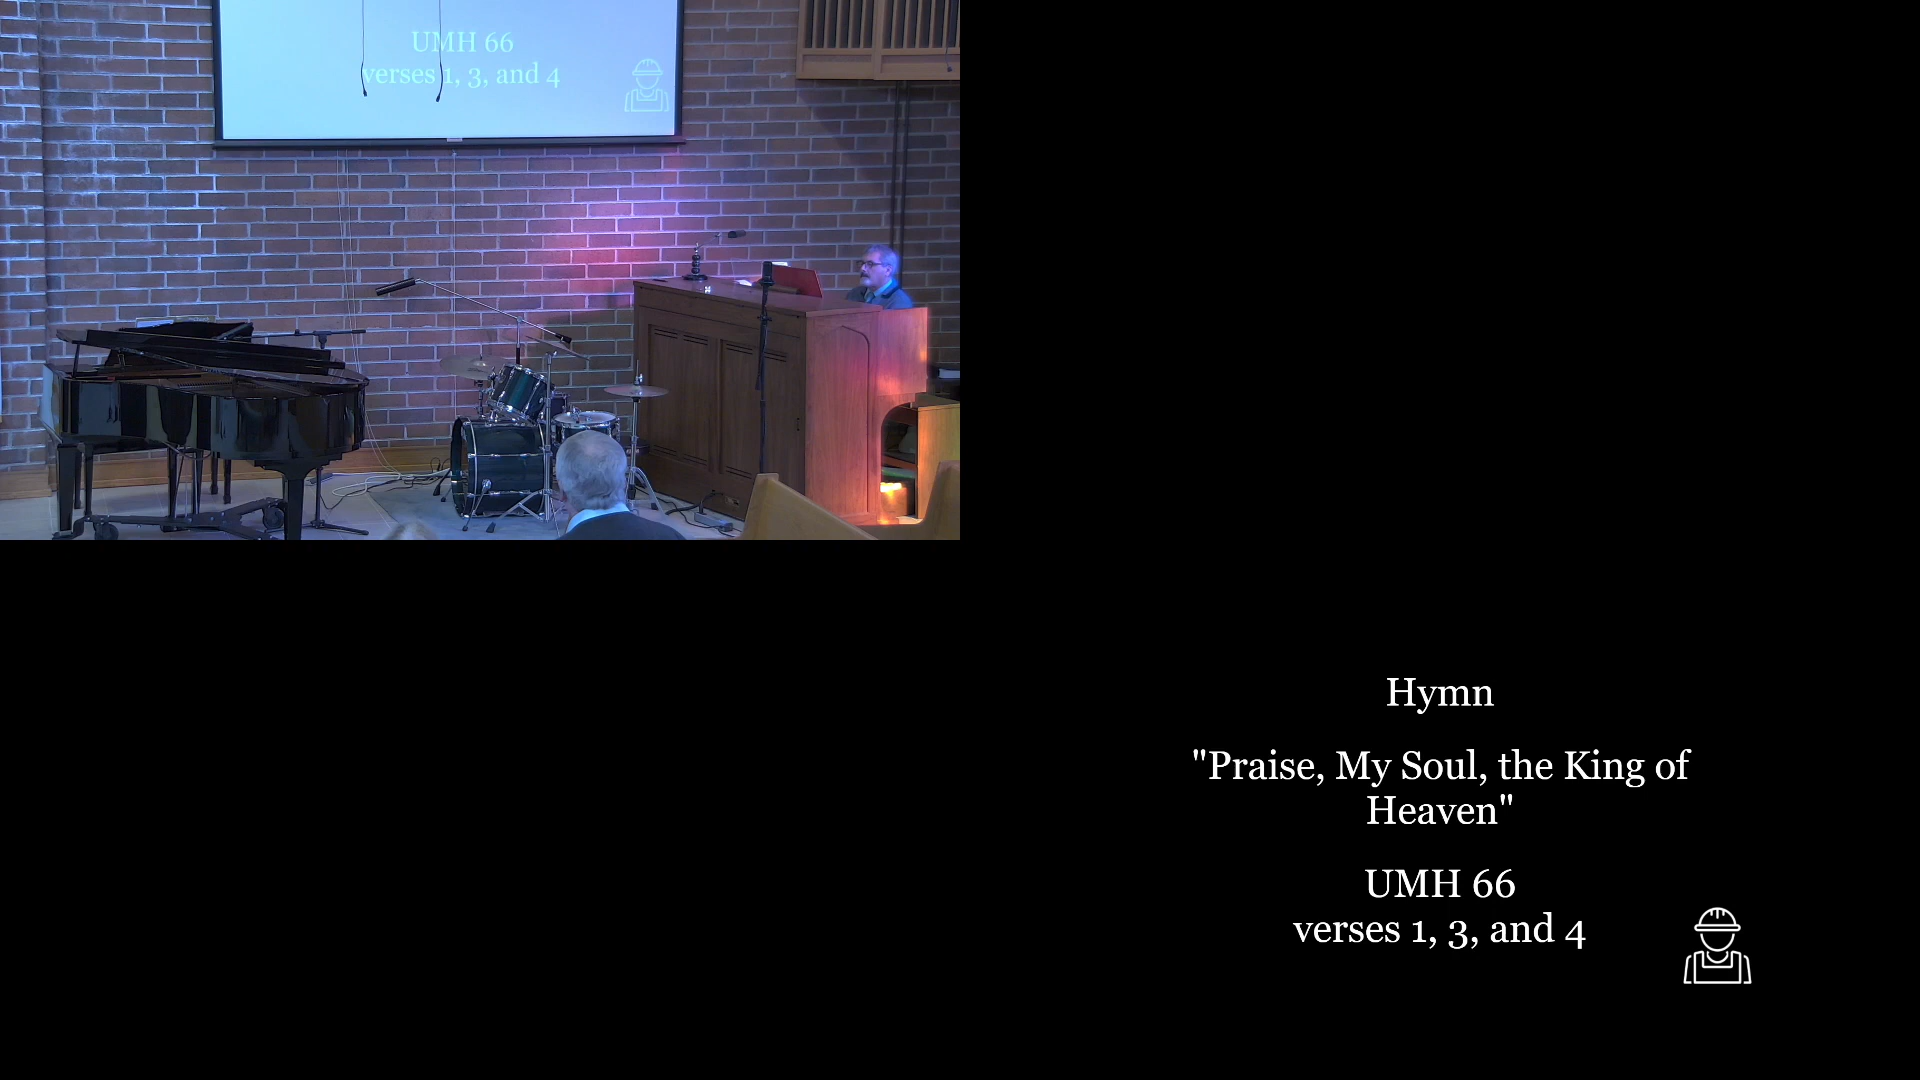 UMH 66
verses 1, 3, and 4
Hymn
"Praise, My Soul, the King of
Heaven"
UMH 66
verses 1, 3, and 4